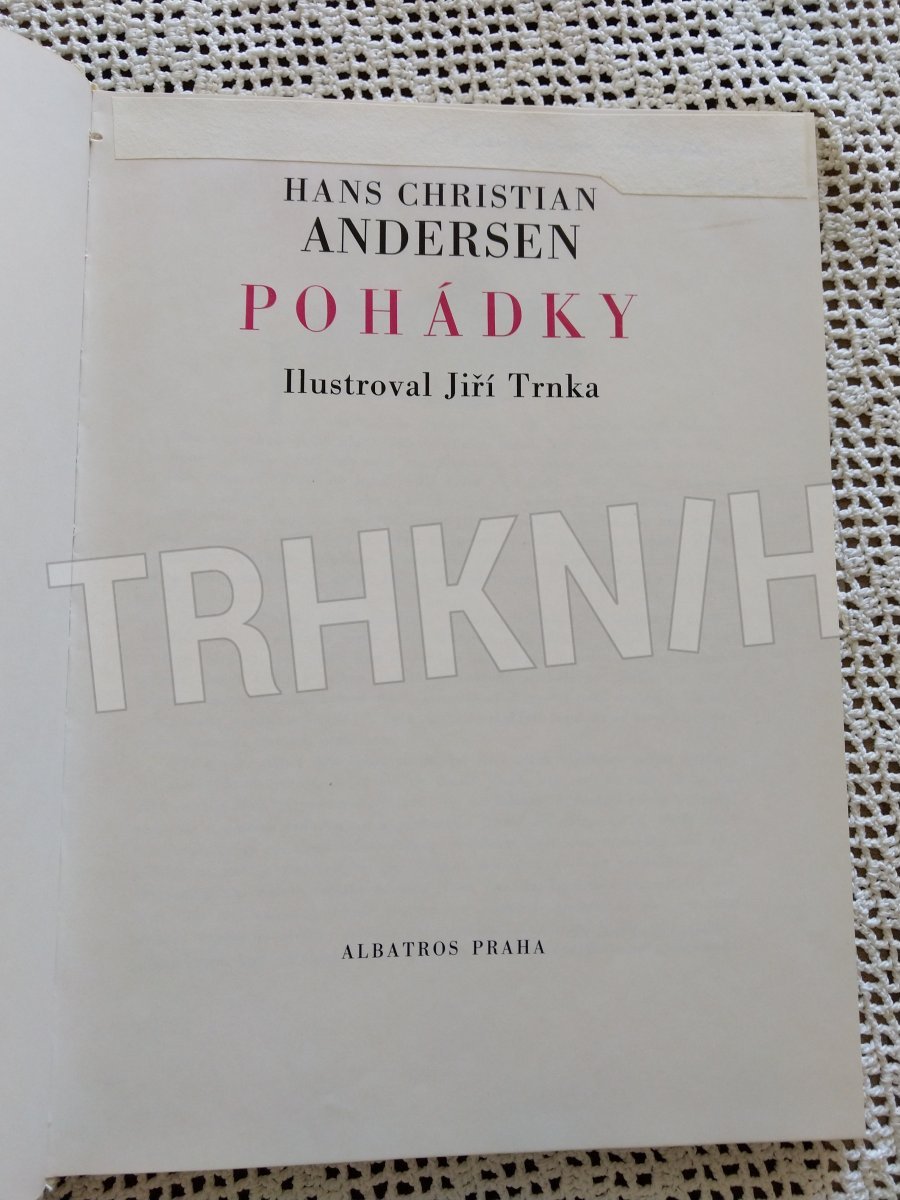 HANS CHRISTIAN
ANDERSEN
POHÁDKY
Ilustroval Jiří Trnka
TRHKNIH
ALBATROS PRAHA